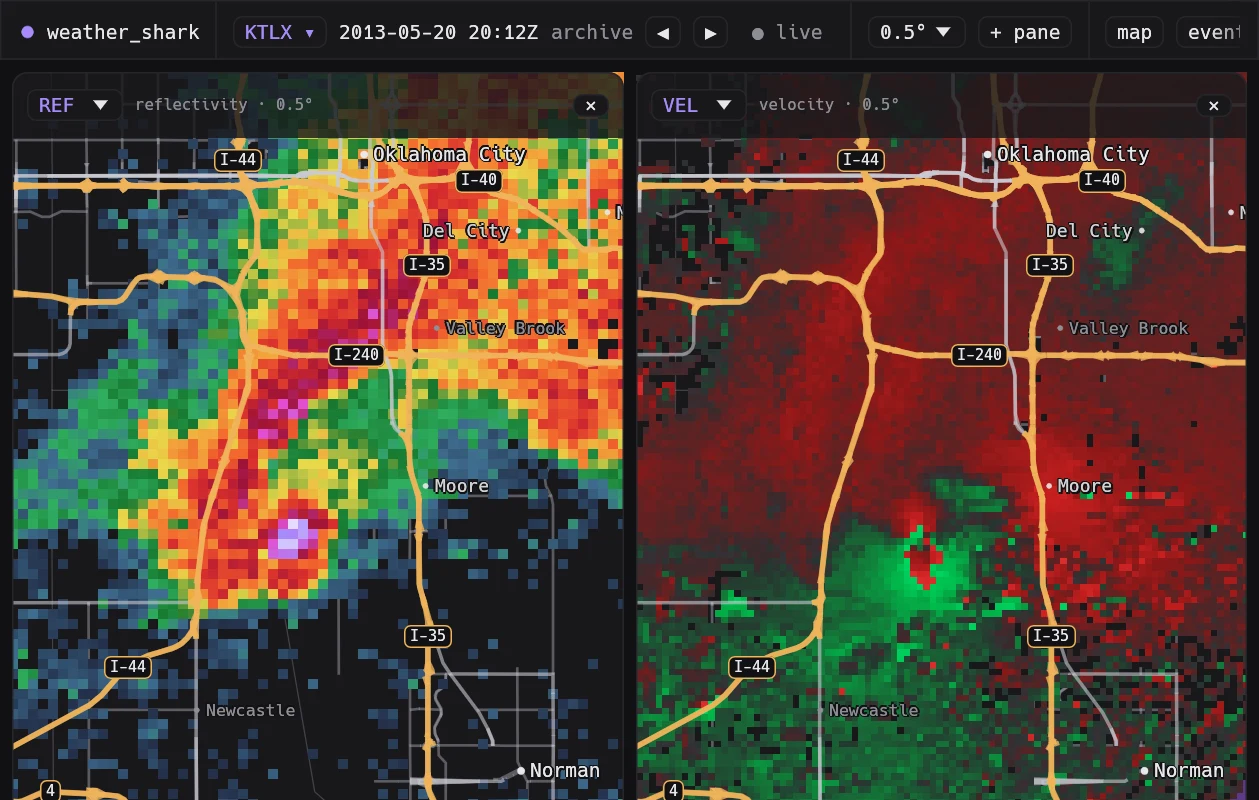 weather_shark KTLX ▾ 2013-05-20 20:12Z archive ◀ ▶ live 0.5° ▼ + pane map event
REF ▼ reflectivity · 0.5° ×
I-44
Oklahoma City
I-40
Del City
I-35
Valley Brook
I-240
Moore
I-35
I-44
Newcastle
Norman
4
VEL ▼ velocity · 0.5° ×
I-44
Oklahoma City
I-40
Del City
I-35
Valley Brook
I-240
Moore
I-35
I-44
Newcastle
Norman
4